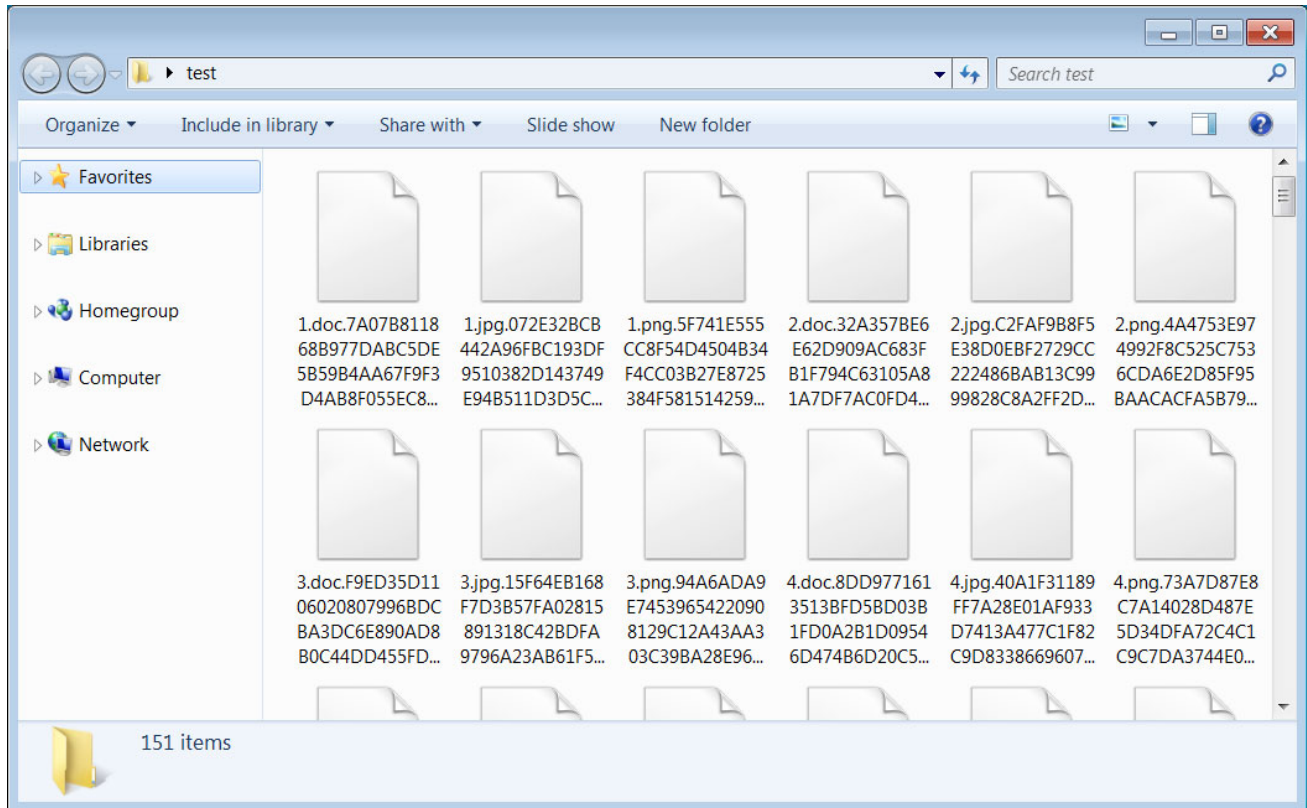 test
Search test
Organize
Include in library
Share with
Slide show
New folder
Favorites
Libraries
Homegroup
Computer
Network
1.doc.7A07B8118
68B977DABC5DE
5B59B4AA67F9F3
D4AB8F055EC8...
1.jpg.072E32BCB
442A96FBC193DF
9510382D143749
E94B511D3D5C...
1.png.5F741E555
CC8F54D4504B34
F4CC03B27E8725
384F581514259...
2.doc.32A357BE6
E62D909AC683F
B1F794C63105A8
1A7DF7AC0FD4...
2.jpg.C2FAF9B8F5
E38D0EBF2729CC
222486BAB13C99
99828C8A2FF2D...
2.png.4A4753E97
4992F8C525C753
6CDA6E2D85F95
BAACACFA5B79...
3.doc.F9ED35D11
06020807996BDC
BA3DC6E890AD8
B0C44DD455FD...
3.jpg.15F64EB168
F7D3B57FA02815
891318C42BDFA
9796A23AB61F5...
3.png.94A6ADA9
E7453965422090
8129C12A43AA3
03C39BA28E96...
4.doc.8DD977161
3513BFD5BD03B
1FD0A2B1D0954
6D474B6D20C5...
4.jpg.40A1F31189
FF7A28E01AF933
D7413A477C1F82
C9D8338669607...
4.png.73A7D87E8
C7A14028D487E
5D34DFA72C4C1
C9C7DA3744E0...
151 items